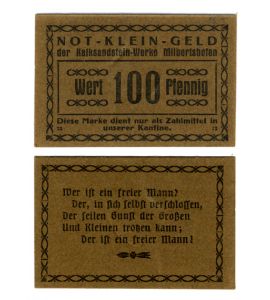 NOT-KLEIN-GELD
der Kalksandstein-Werke Milbertshofen
Wert 100 Pfennig
Diese Marke dient nur als Zahlmittel in
unserer Kantine.
Wer ist ein freier Mann?
Der, in sich selbst verschlossen,
Der feilen Gunst der Großen
Und Kleinen trotzen kann;
Der ist ein freier Mann!